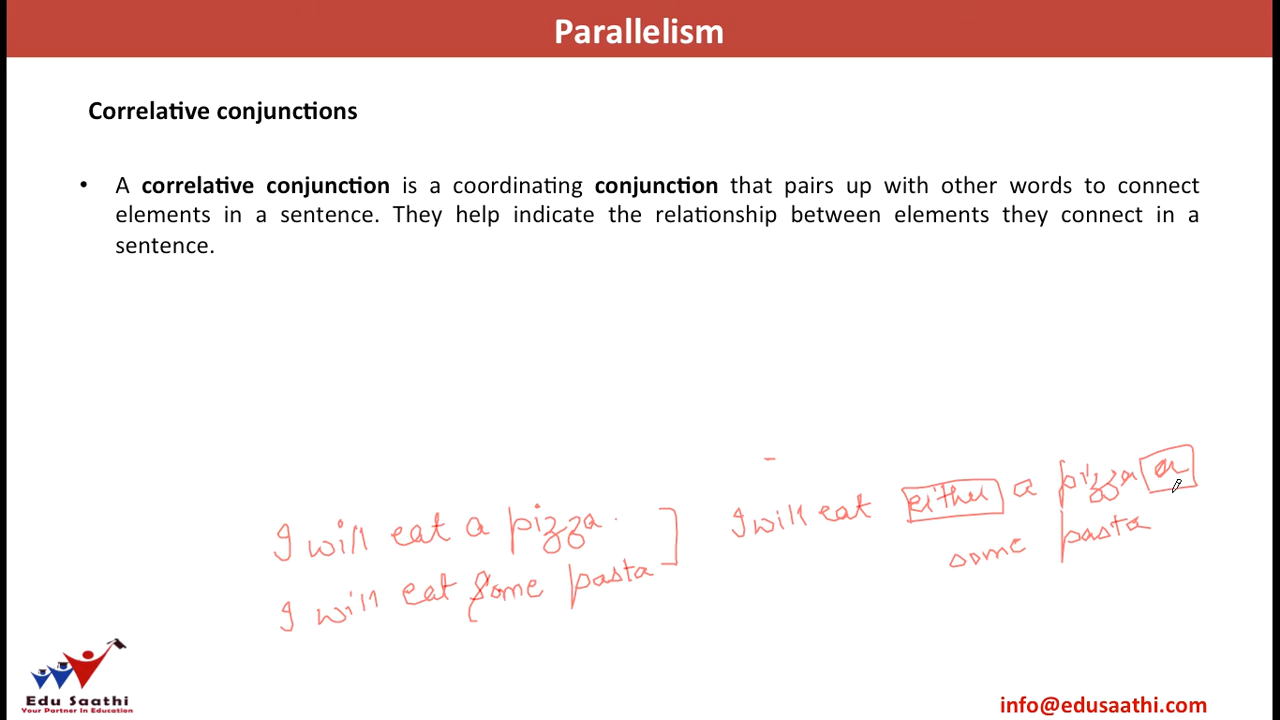 Parallelism
Correlative conjunctions
• A correlative conjunction is a coordinating conjunction that pairs up with other words to connect
elements in a sentence. They help indicate the relationship between elements they connect in a
sentence.
I will eat a pizza.
I will eat some pasta
I will eat either a pizza or
some pasta
Edu Saathi
Your Partner In Education
info@edusaathi.com